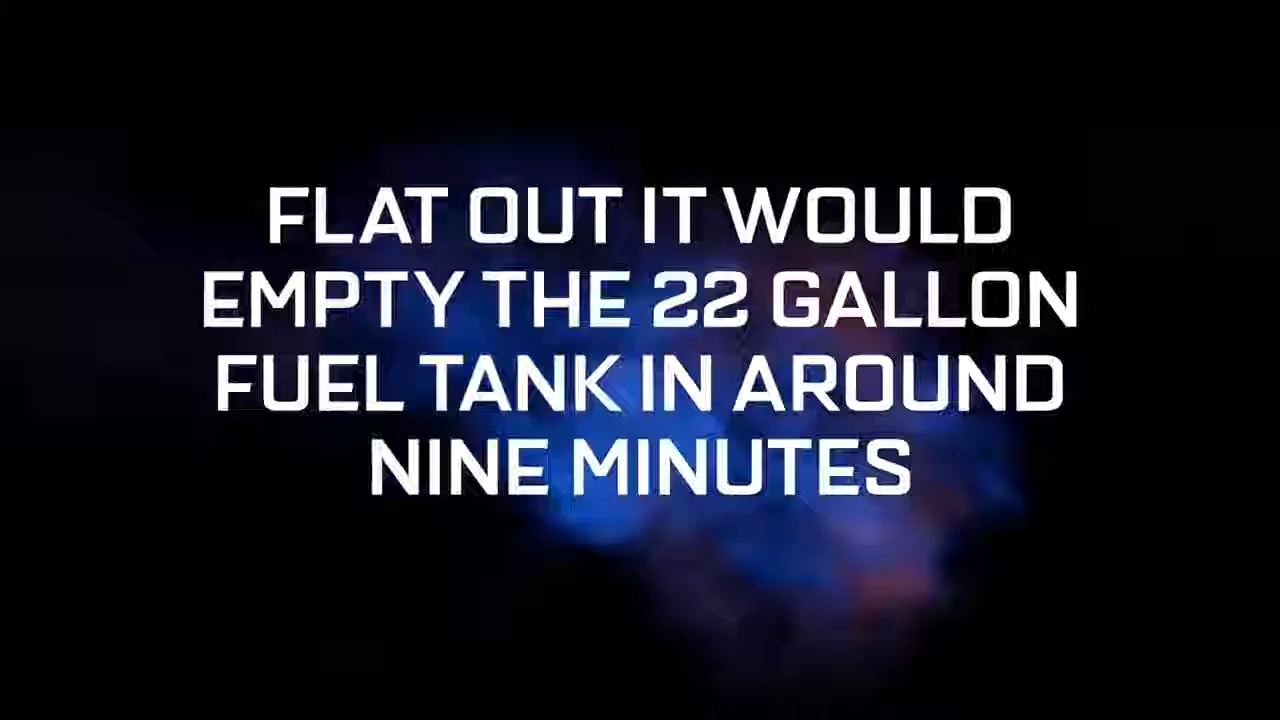 FLAT OUT IT WOULD
EMPTY THE 22 GALLON
FUEL TANK IN AROUND
NINE MINUTES